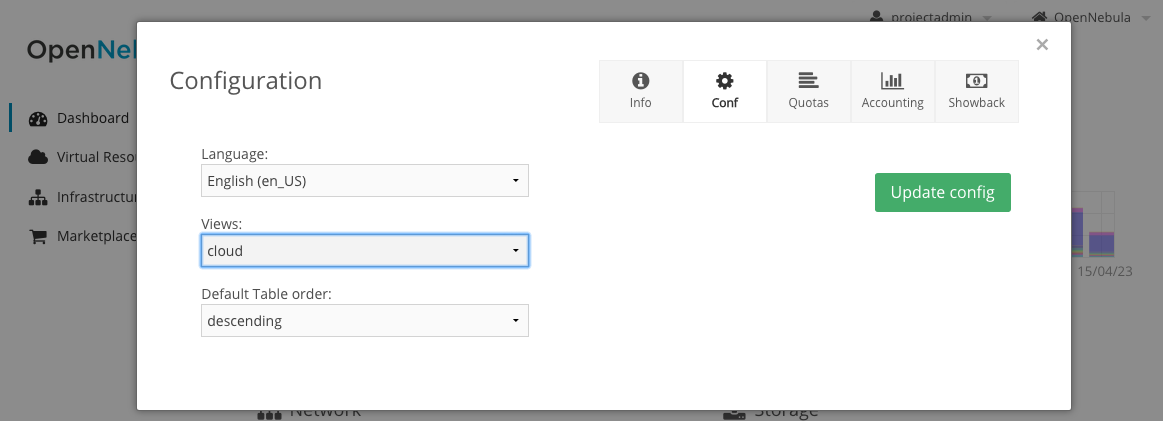 projectadmin
OpenNebula
OpenNeb
Configuration
Info
Conf
Quotas
Accounting
Showback
Dashboard
Virtual Reso
Infrastructu
Marketplace
Language:
English (en_US)
Update config
Views:
cloud
Default Table order:
descending
15/04/23
Network
Storage